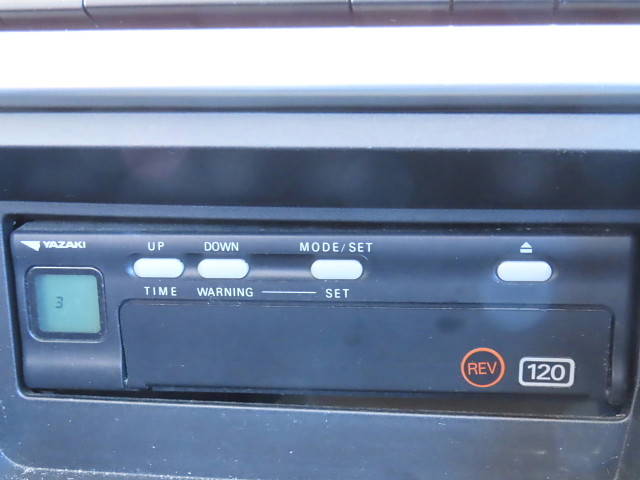 YAZAKI UP DOWN MODE/SET
TIME WARNING SET
3
REV 120